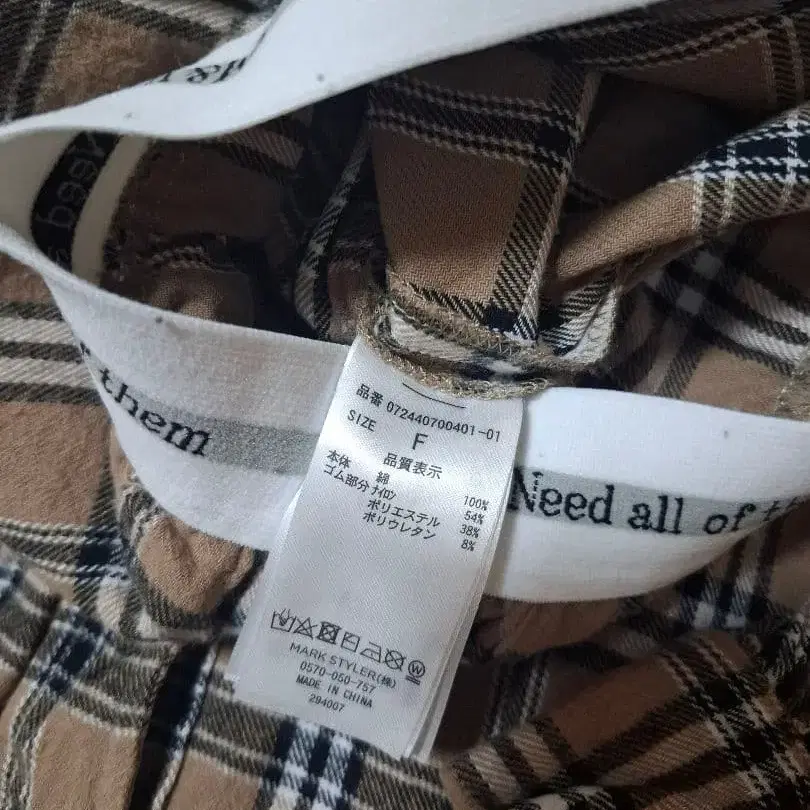 them
Need all of
品番 072440700401-01
SIZE F
品質表示
本体 綿 100%
ゴム部分 ナイロン 54%
ポリエステル 38%
ポリウレタン 8%
MARK STYLER(株)
0570-050-757
MADE IN CHINA
294007